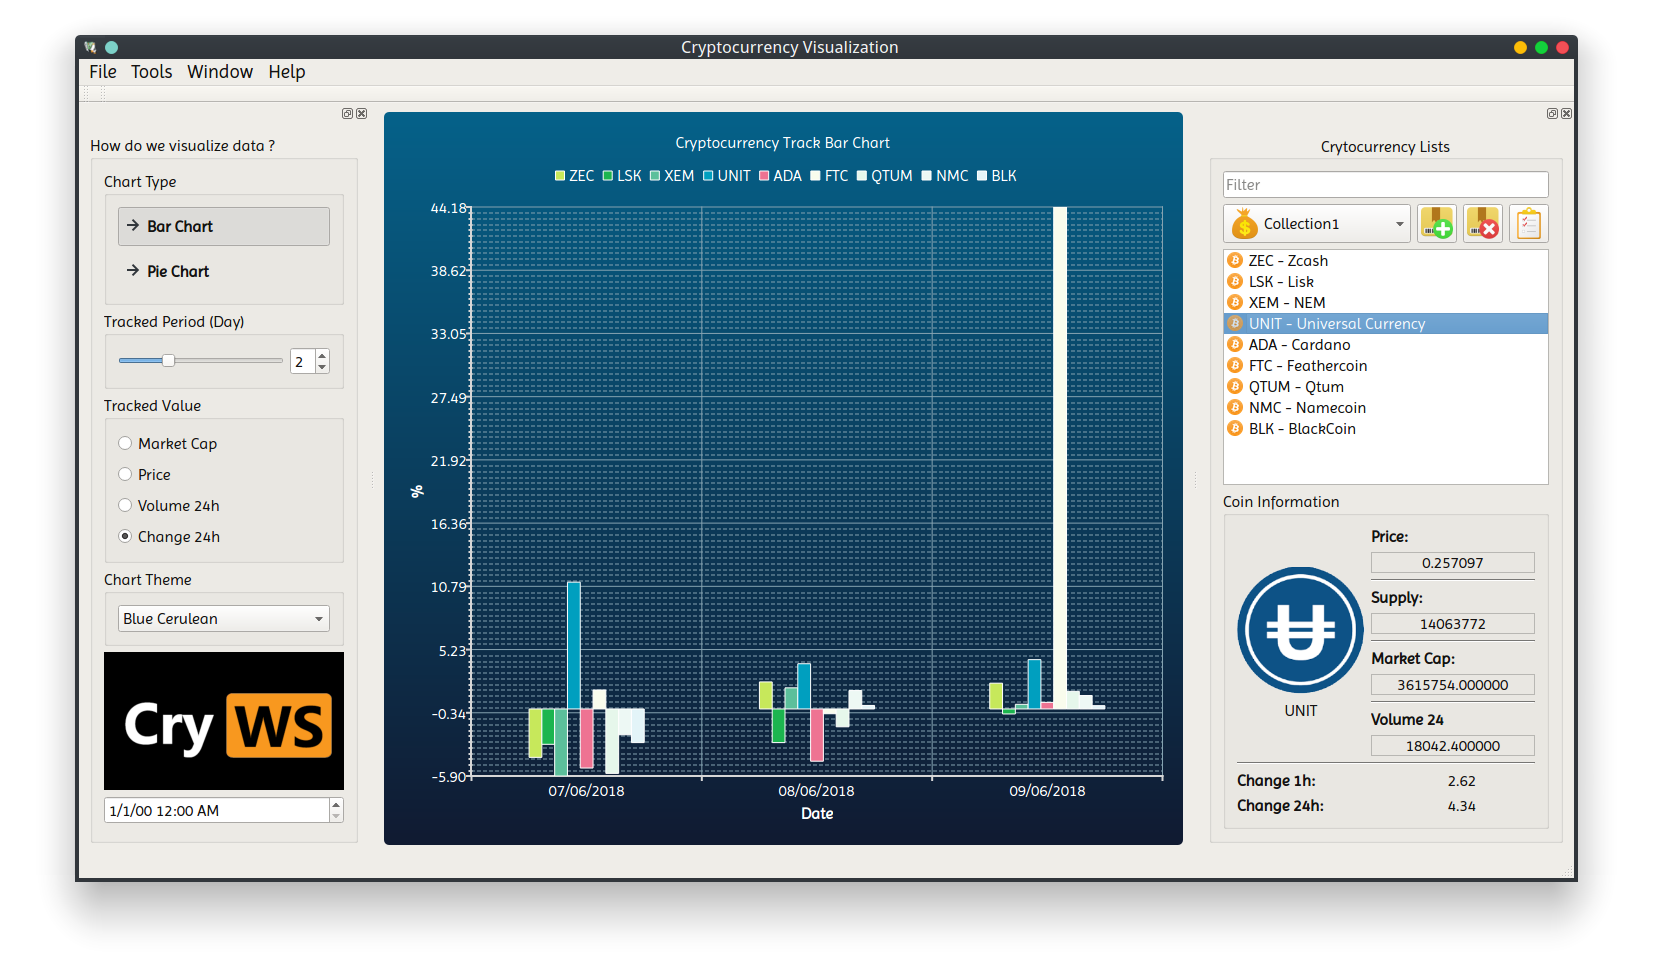 Cryptocurrency Visualization
File Tools Window Help
How do we visualize data ?
Chart Type
Bar Chart
Pie Chart
Tracked Period (Day)
2
Tracked Value
Market Cap
Price
Volume 24h
Change 24h
Chart Theme
Blue Cerulean
Cry WS
1/1/00 12:00 AM
Cryptocurrency Track Bar Chart
ZEC LSK XEM UNIT ADA FTC QTUM NMC BLK
44.18
38.62
33.05
27.49
21.92
%
16.36
10.79
5.23
-0.34
-5.90
07/06/2018 08/06/2018 09/06/2018
Date
Crytocurrency Lists
Filter
Collection1
ZEC - Zcash
LSK - Lisk
XEM - NEM
UNIT - Universal Currency
ADA - Cardano
FTC - Feathercoin
QTUM - Qtum
NMC - Namecoin
BLK - BlackCoin
Coin Information
Price:
0.257097
Supply:
14063772
Market Cap:
3615754.000000
Volume 24
18042.400000
UNIT
Change 1h: 2.62
Change 24h: 4.34